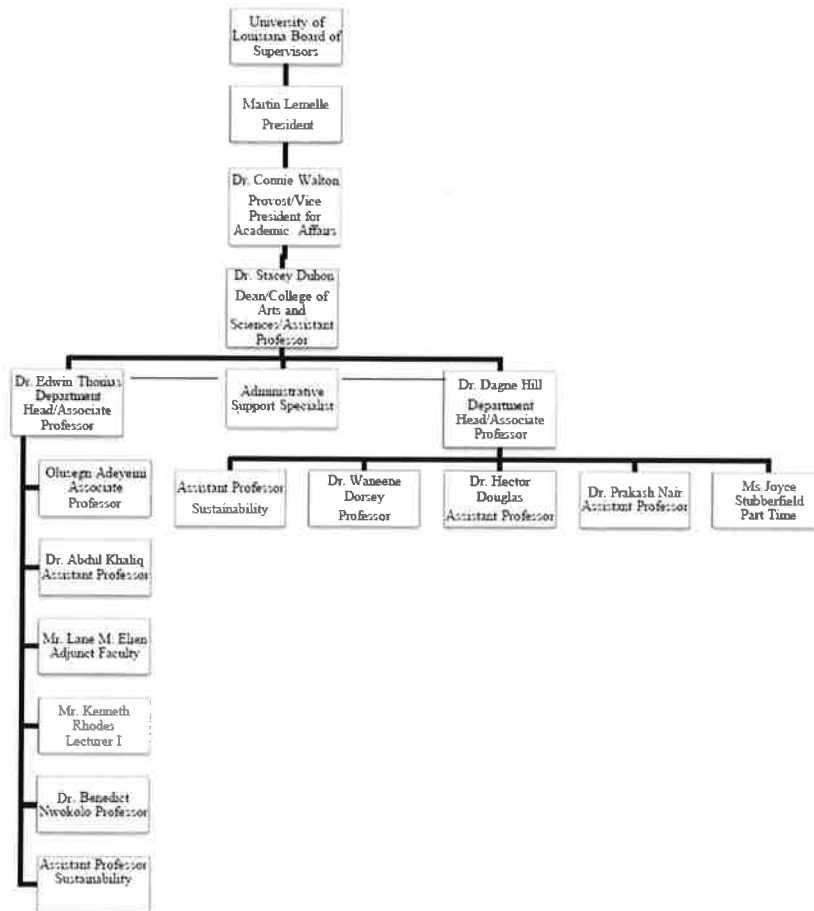 University of
Louisiana Board of
Supervisors
Martin Lemelle
President
Dr. Connie Walton
Provost/Vice
President for
Academic Affairs
Dr. Stacey Duhon
Dean/College of
Arts and
Sciences/Assistant
Professor
Dr. Edwin Thomas
Department
Head/Associate
Professor
Administrative
Support Specialist
Dr. Dagne Hill
Department
Head/Associate
Professor
Olusegn Adeyemi
Associate
Professor
Assistant Professor
Sustainability
Dr. Waneene
Dorsey
Professor
Dr. Hector
Douglas
Assistant Professor
Dr. Prakash Nair
Assistant Professor
Ms Joyce
Stubberfield
Part Time
Dr. Abdul Khaliq
Assistant Professor
Mr. Lane M.
Adjunct Faculty
Mr. Kenneth
Rhodes
Lecturer I
Dr. Benedict
Nwokolo Professor
Assistant Professor
Sustainability